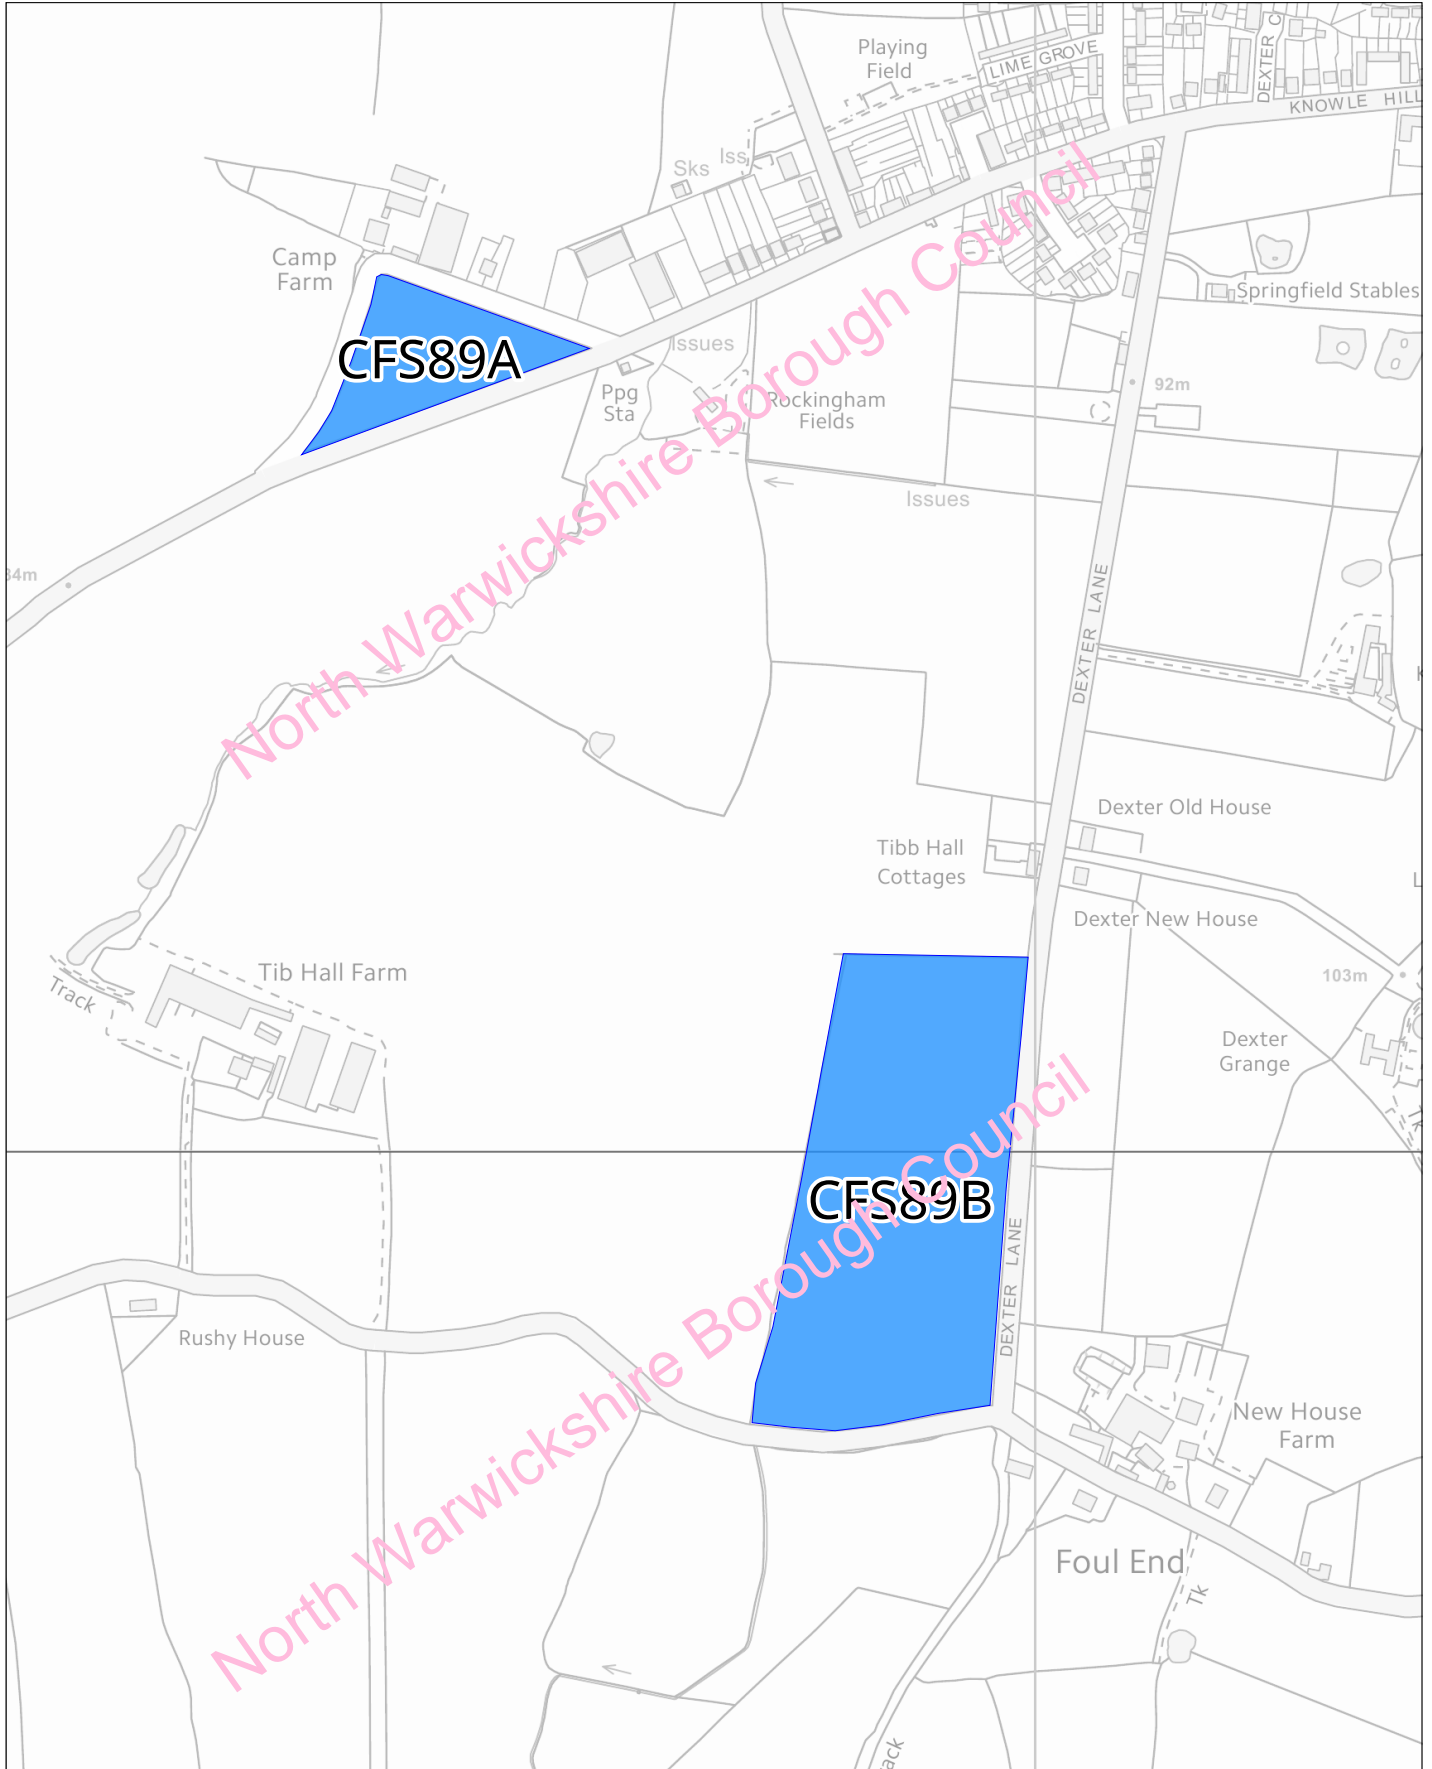 Playing
Field
LIME GROVE
DEXTER C
KNOWLE HILL
Sks
Iss
Camp
Farm
Springfield Stables
CFS89A
Issues
Ppg
Sta
Rockingham
Fields
92m
Issues
34m
DEXTER LANE
North Warwickshire Borough Council
Dexter Old House
Tibb Hall
Cottages
Dexter New House
Tib Hall Farm
Track
103m
Dexter
Grange
Tk
CFS89B
DEXTER LANE
Rushy House
New House
Farm
North Warwickshire Borough Council
Foul End
Tk
ack